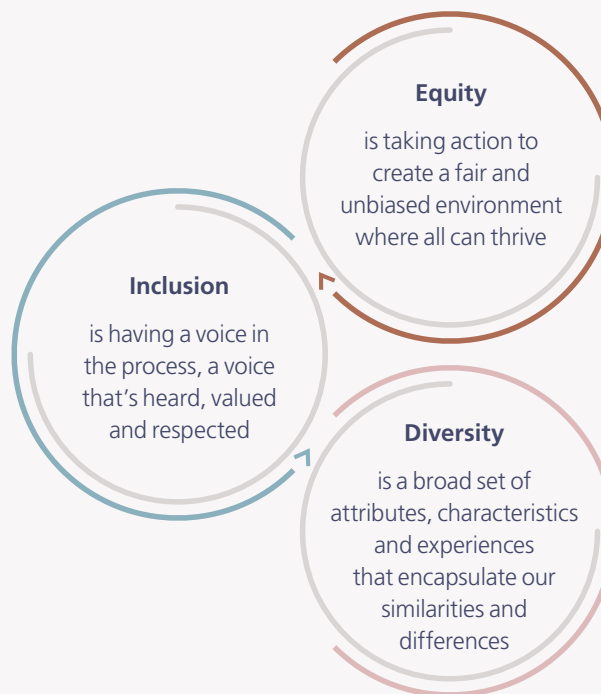 Equity
is taking action to
create a fair and
unbiased environment
where all can thrive
Inclusion
is having a voice in
the process, a voice
that’s heard, valued
and respected
Diversity
is a broad set of
attributes, characteristics
and experiences
that encapsulate our
similarities and
differences